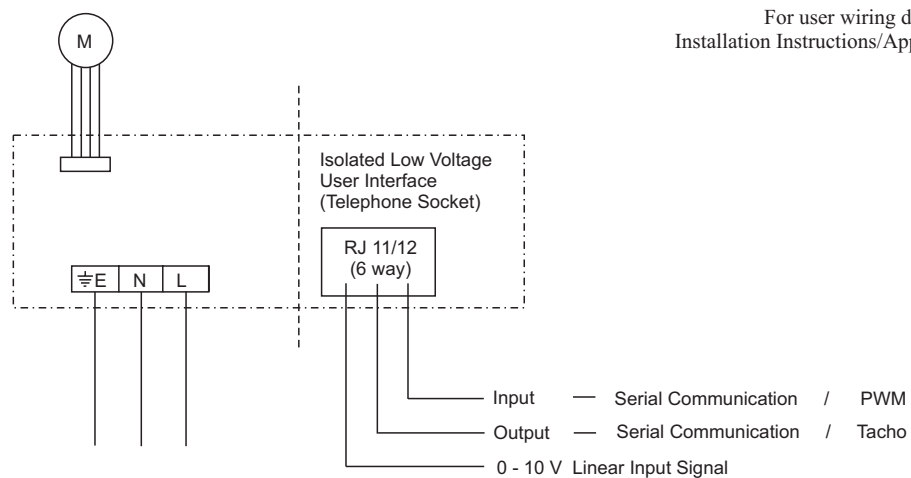 For user wiring d
Installation Instructions/App
M
Isolated Low Voltage
User Interface
(Telephone Socket)
RJ 11/12
(6 way)
E N L
Input — Serial Communication / PWM
Output — Serial Communication / Tacho
0 - 10 V Linear Input Signal